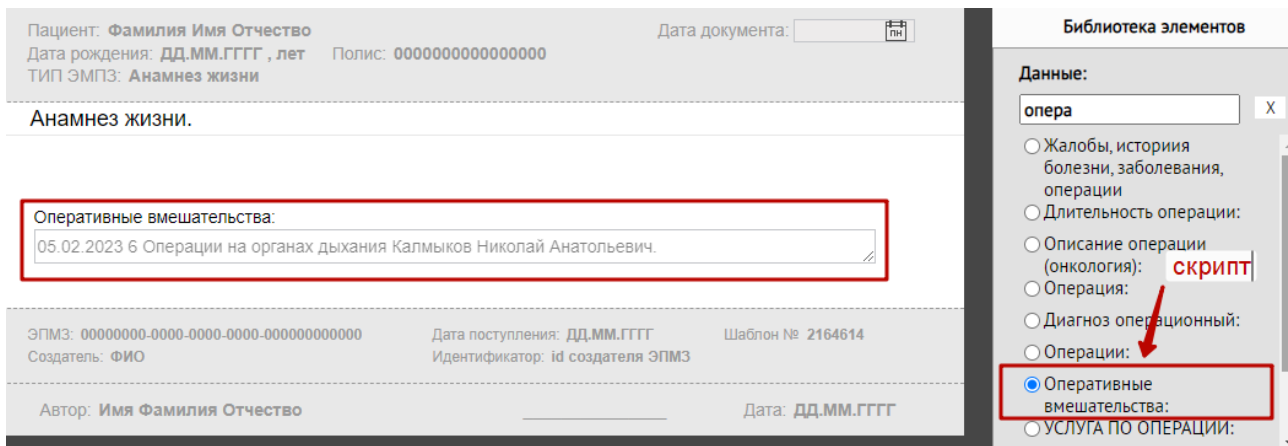 Пациент: Фамилия Имя Отчество Дата документа: ПН
Дата рождения: ДД.ММ.ГГГГ , лет Полис: 0000000000000000
ТИП ЭМПЗ: Анамнез жизни
Анамнез жизни.
Оперативные вмешательства:
05.02.2023 6 Операции на органах дыхания Калмыков Николай Анатольевич.
ЭПМЗ: 00000000-0000-0000-0000-000000000000 Дата поступления: ДД.ММ.ГГГГ Шаблон № 2164614
Создатель: ФИО Идентификатор: id создателя ЭПМЗ
Автор: Имя Фамилия Отчество Дата: ДД.ММ.ГГГГ
Библиотека элементов
Данные:
опера X
Жалобы, историия
болезни, заболевания,
операции
Длительность операции:
Описание операции
(онкология):
скрипт
Операция:
Диагноз операционный:
Операции:
Оперативные
вмешательства:
УСЛУГА ПО ОПЕРАЦИИ: